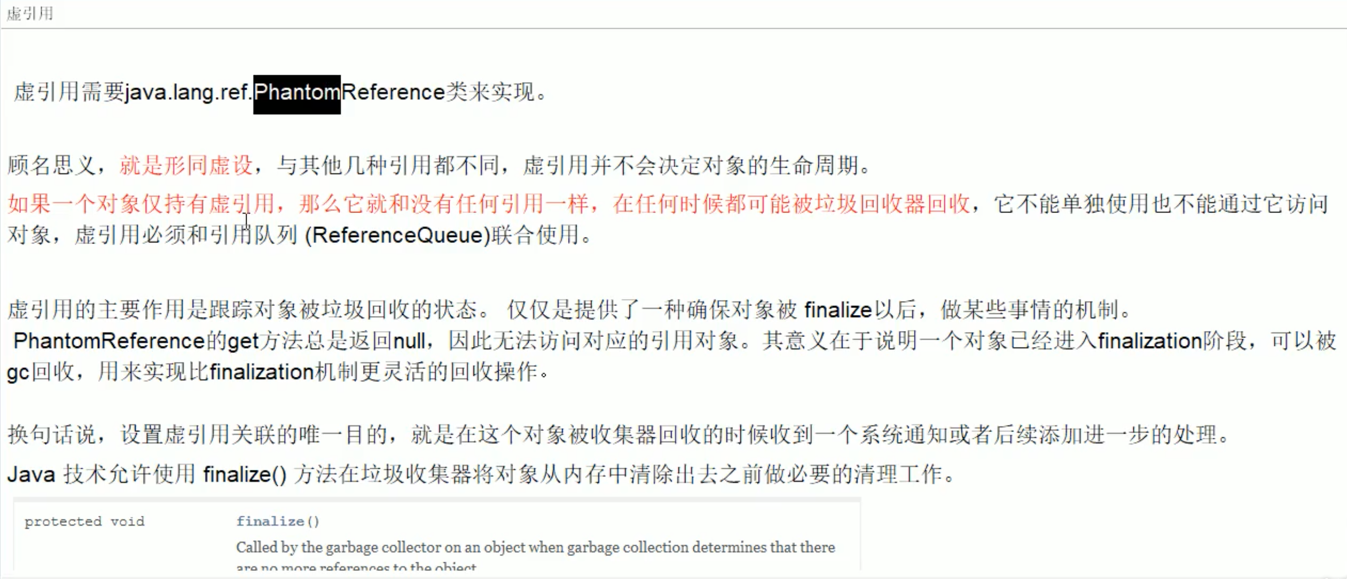 虚引用
虚引用需要java.lang.ref.PhantomReference类来实现。
顾名思义，就是形同虚设，与其他几种引用都不同，虚引用并不会决定对象的生命周期。
如果一个对象仅持有虚引用，那么它就和没有任何引用一样，在任何时候都可能被垃圾回收器回收，它不能单独使用也不能通过它访问
对象，虚引用必须和引用队列 (ReferenceQueue)联合使用。
虚引用的主要作用是跟踪对象被垃圾回收的状态。 仅仅是提供了一种确保对象被 finalize以后，做某些事情的机制。
PhantomReference的get方法总是返回null，因此无法访问对应的引用对象。其意义在于说明一个对象已经进入finalization阶段，可以被
gc回收，用来实现比finalization机制更灵活的回收操作。
换句话说，设置虚引用关联的唯一目的，就是在这个对象被收集器回收的时候收到一个系统通知或者后续添加进一步的处理。
Java 技术允许使用 finalize() 方法在垃圾收集器将对象从内存中清除出去之前做必要的清理工作。
protected void finalize()
Called by the garbage collector on an object when garbage collection determines that there
are no more references to the object.